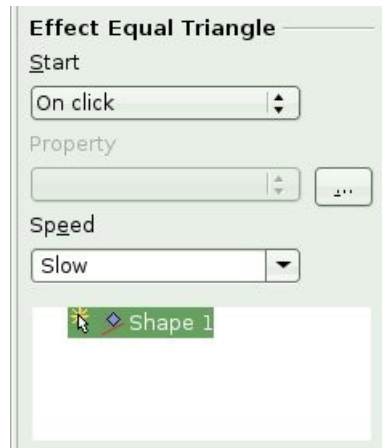 Effect Equal Triangle
Start
On click
Property
...
Speed
Slow
Shape 1